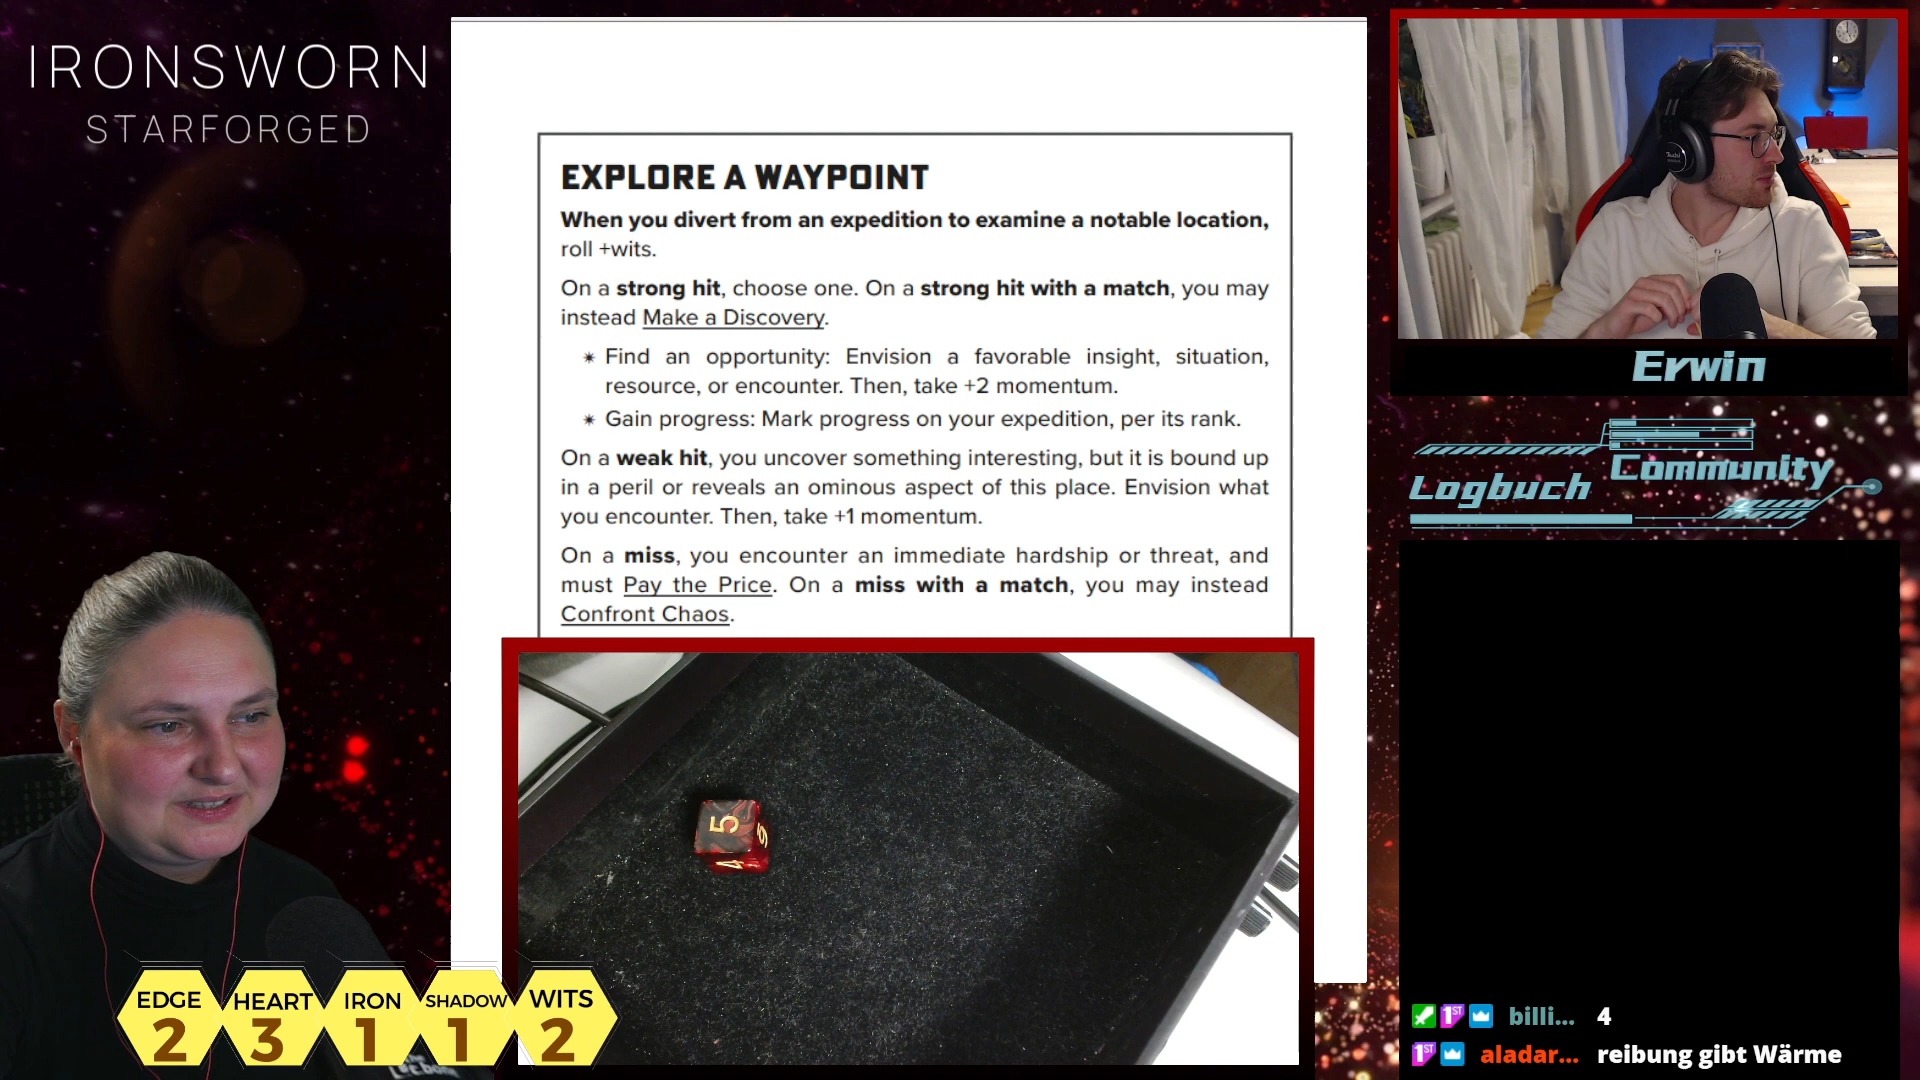 IRONSWORN
STARFORGED
EXPLORE A WAYPOINT
When you divert from an expedition to examine a notable location,
roll +wits.
On a strong hit, choose one. On a strong hit with a match, you may
instead Make a Discovery.
✴ Find an opportunity: Envision a favorable insight, situation,
resource, or encounter. Then, take +2 momentum.
✴ Gain progress: Mark progress on your expedition, per its rank.
On a weak hit, you uncover something interesting, but it is bound up
in a peril or reveals an ominous aspect of this place. Envision what
you encounter. Then, take +1 momentum.
On a miss, you encounter an immediate hardship or threat, and
must Pay the Price. On a miss with a match, you may instead
Confront Chaos.
5
4
EDGE
2
HEART
3
IRON
1
SHADOW
1
WITS
2
Erwin
Logbuch
Community
1ST billi... 4
1ST aladar... reibung gibt Wärme